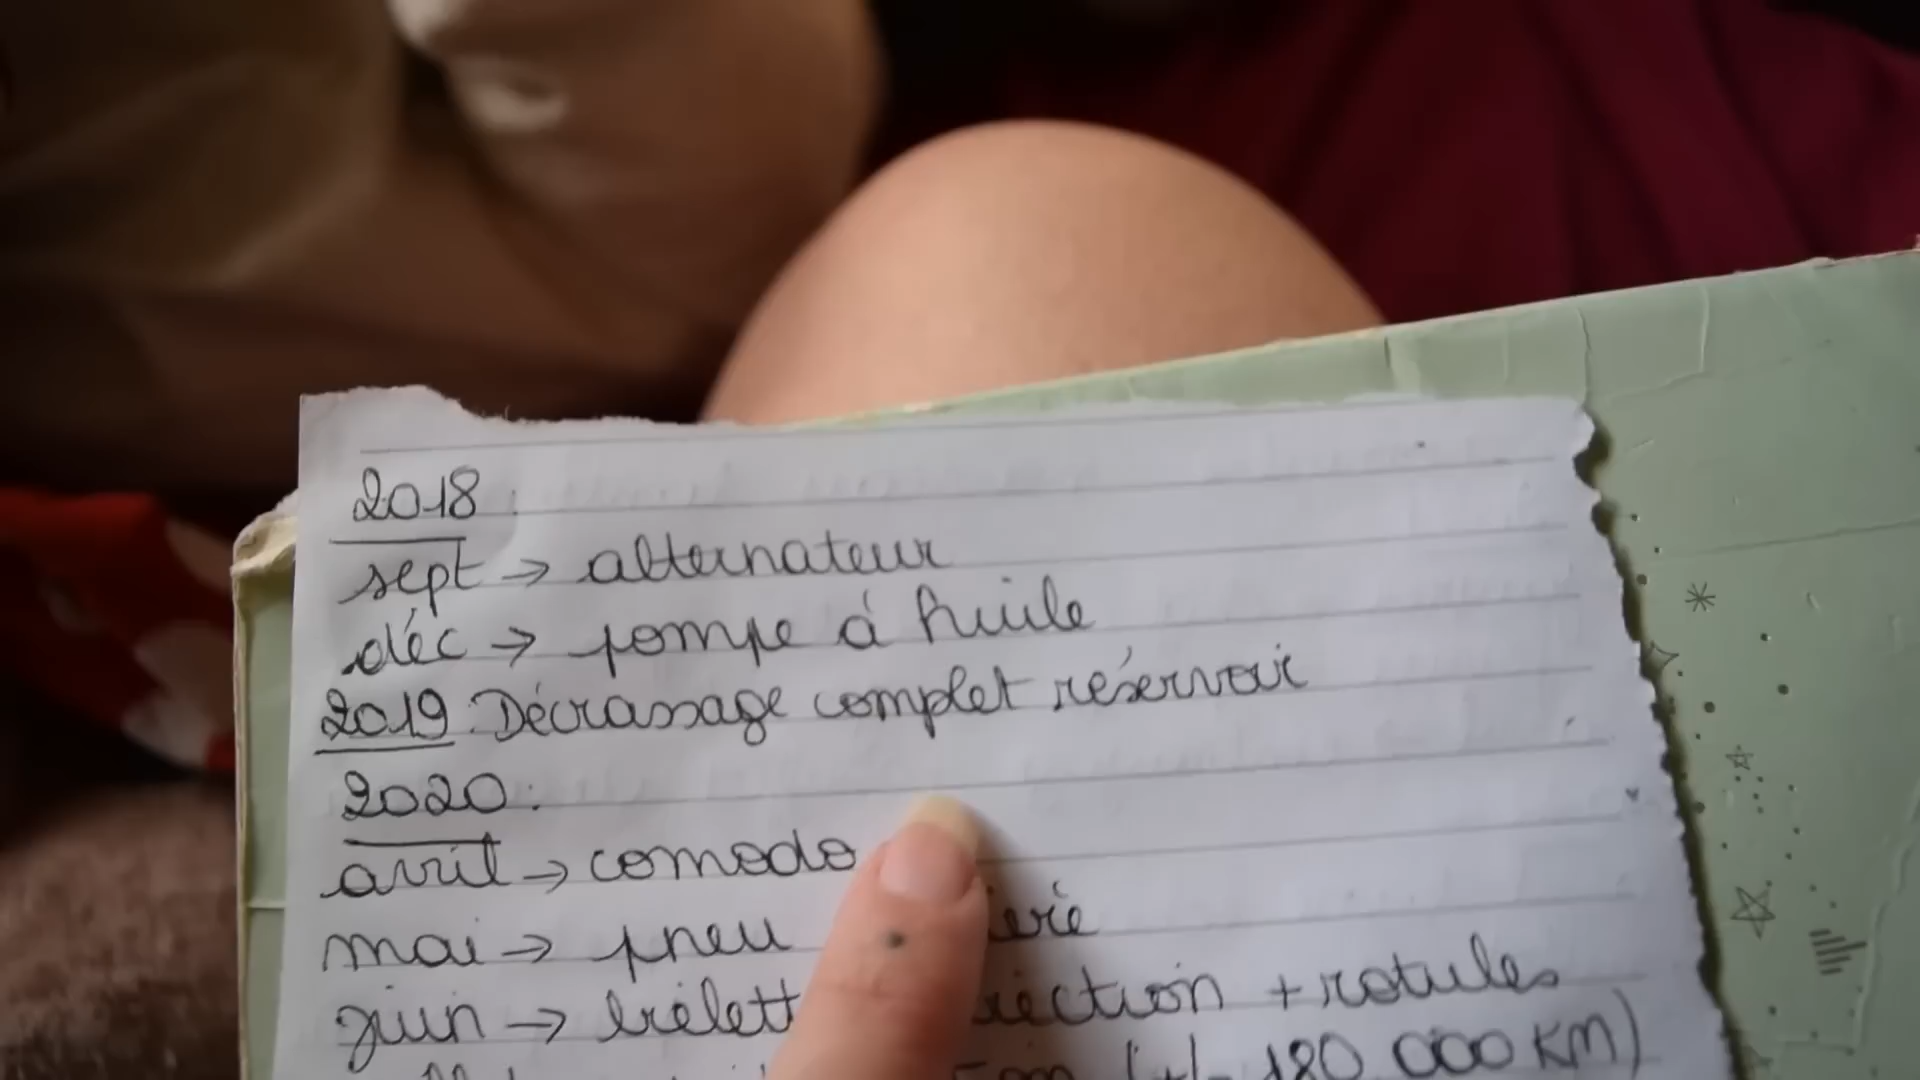 2018:
sept → alternateur
déc → pompe à huile
2019: Décrassage complet réservoir
2020:
avril → comodo
mai → pneu
juin → + rotules
(+/- 180 000 KM)